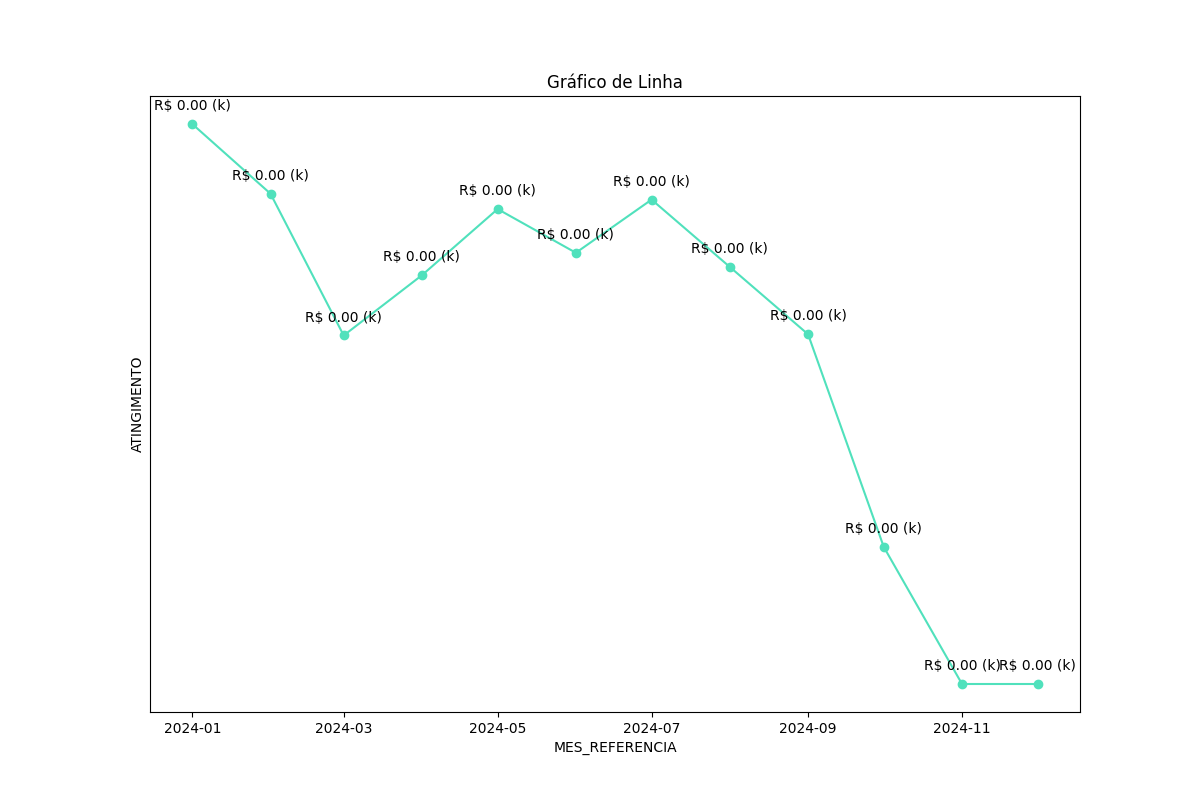 Gráfico de Linha
R$ 0.00 (k)
R$ 0.00 (k)
R$ 0.00 (k)
R$ 0.00 (k)
R$ 0.00 (k)
R$ 0.00 (k)
R$ 0.00 (k)
R$ 0.00 (k)
R$ 0.00 (k)
R$ 0.00 (k)
R$ 0.00 (k)
R$ 0.00 (k)
ATINGIMENTO
2024-01 2024-03 2024-05 2024-07 2024-09 2024-11
MES_REFERENCIA